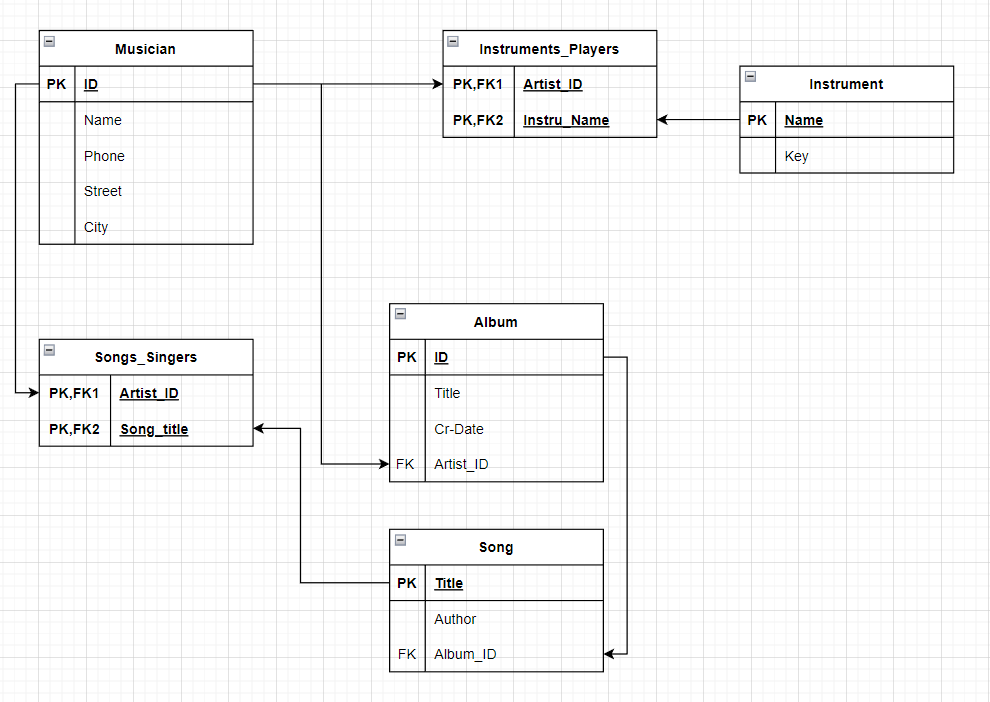 Musician
PK ID
Name
Phone
Street
City
Instruments_Players
PK,FK1 Artist_ID
PK,FK2 Instru_Name
Instrument
PK Name
Key
Songs_Singers
PK,FK1 Artist_ID
PK,FK2 Song_title
Album
PK ID
Title
Cr-Date
FK Artist_ID
Song
PK Title
Author
FK Album_ID